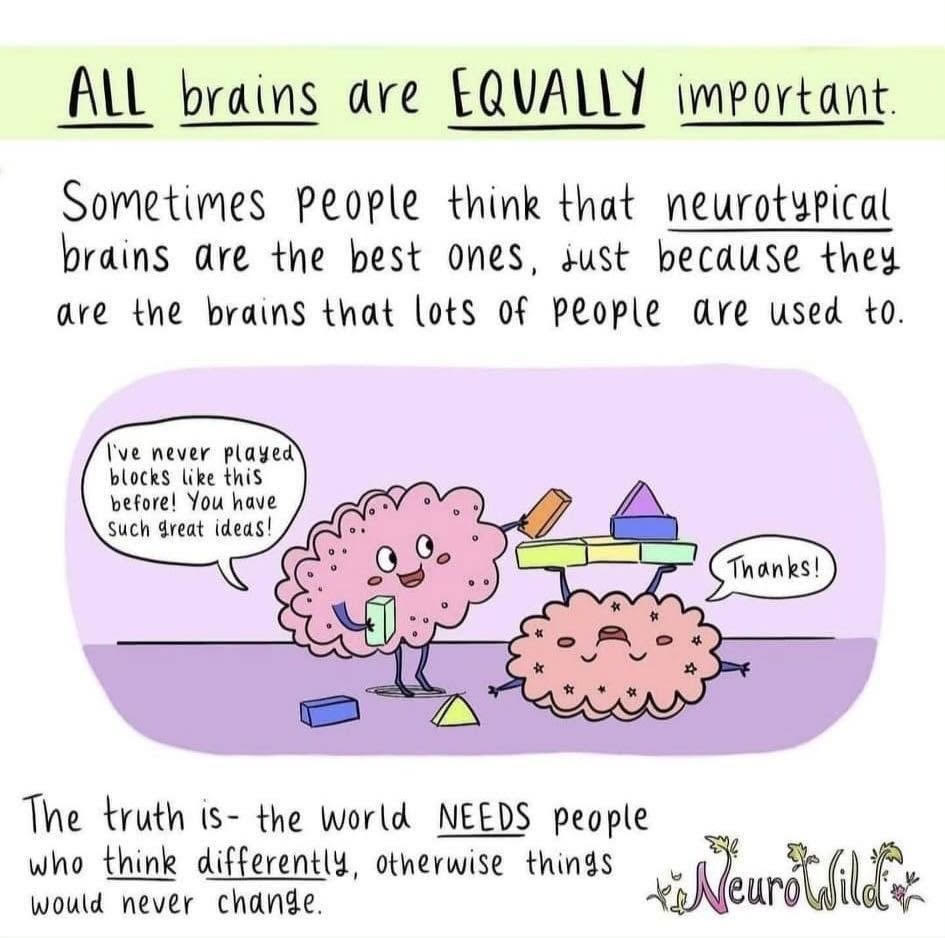 ALL brains are EQUALLY important.
Sometimes people think that neurotypical
brains are the best ones, just because they
are the brains that lots of people are used to.
I've never played
blocks like this
before! You have
such great ideas!
Thanks!
The truth is- the world NEEDS people
who think differently, otherwise things
would never change.
NeuroWild